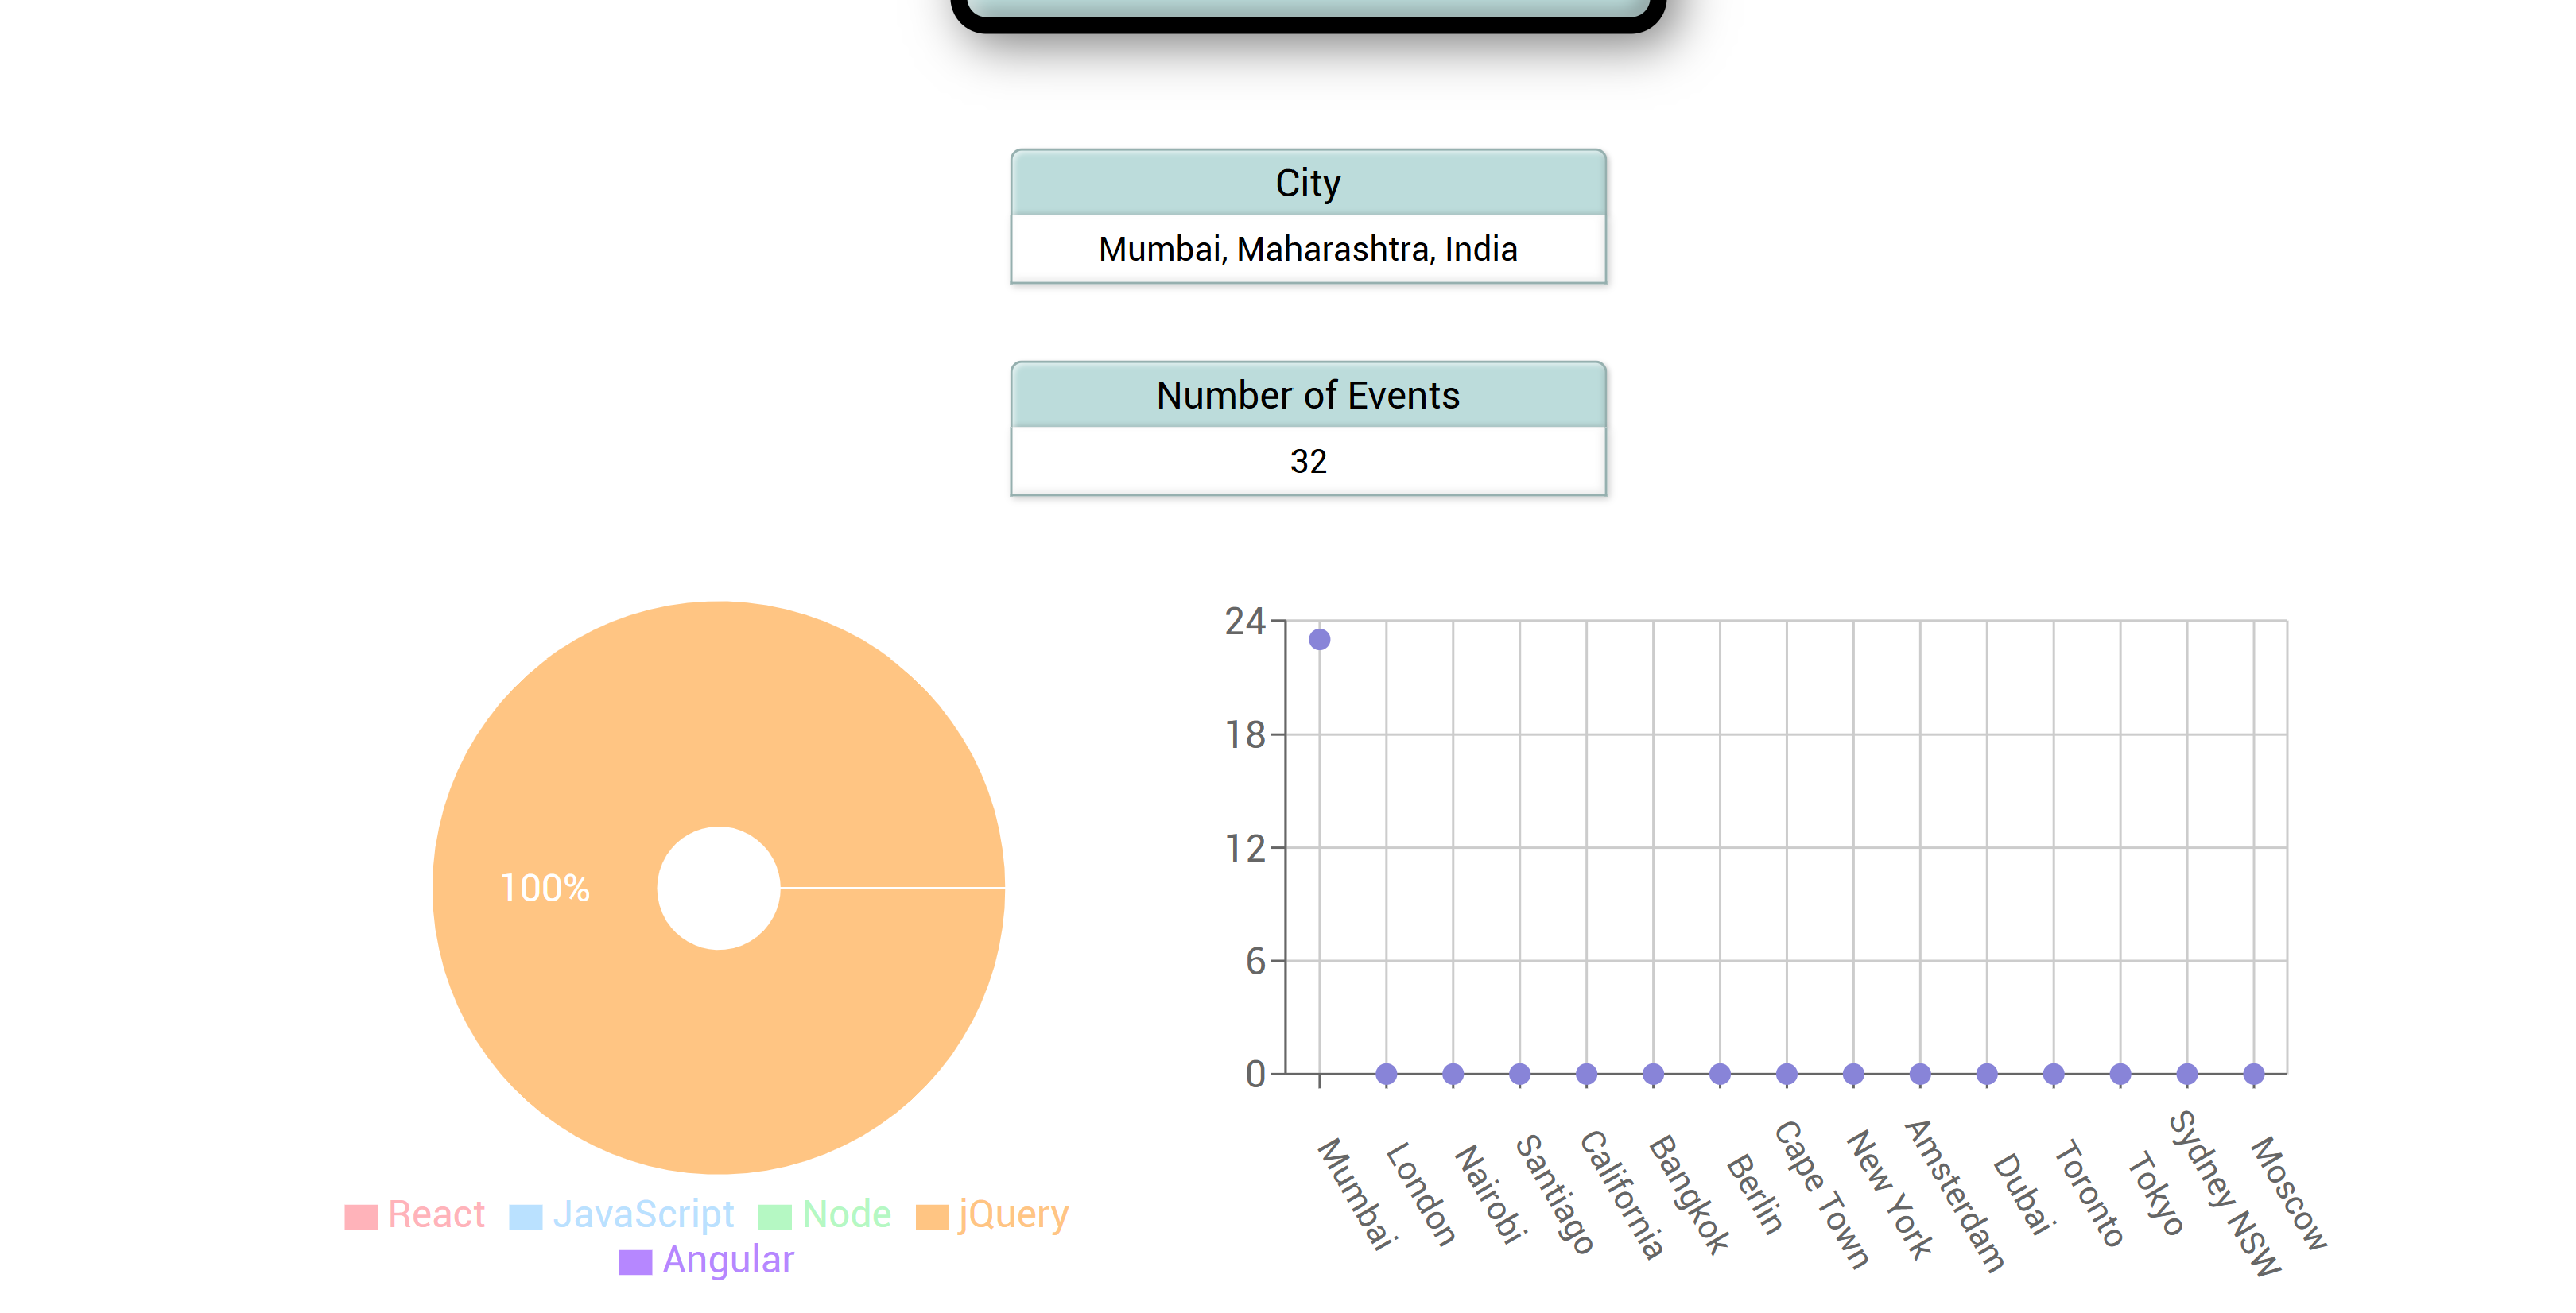 City
Mumbai, Maharashtra, India
Number of Events
32
100%
React JavaScript Node jQuery
Angular
24
18
12
6
0
Mumbai London Nairobi Santiago California Bangkok Berlin Cape Town New York Amsterdam Dubai Toronto Tokyo Sydney NSW Moscow